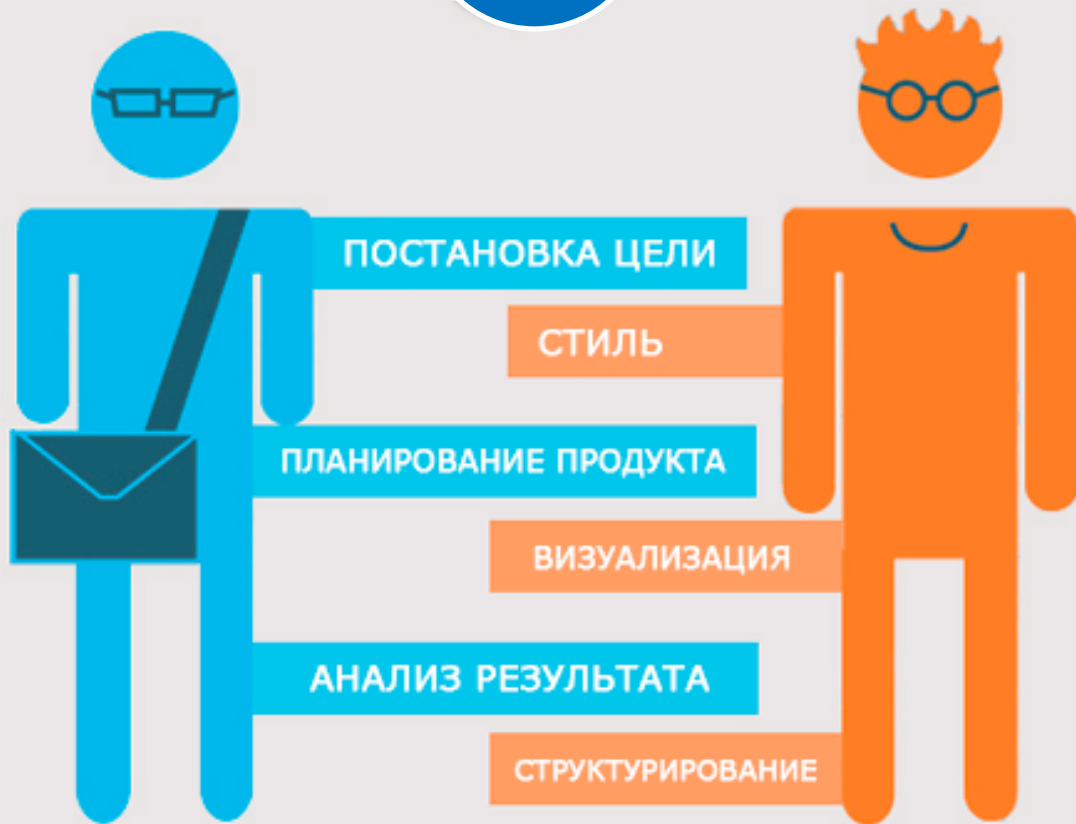 ПОСТАНОВКА ЦЕЛИ
СТИЛЬ
ПЛАНИРОВАНИЕ ПРОДУКТА
ВИЗУАЛИЗАЦИЯ
АНАЛИЗ РЕЗУЛЬТАТА
СТРУКТУРИРОВАНИЕ